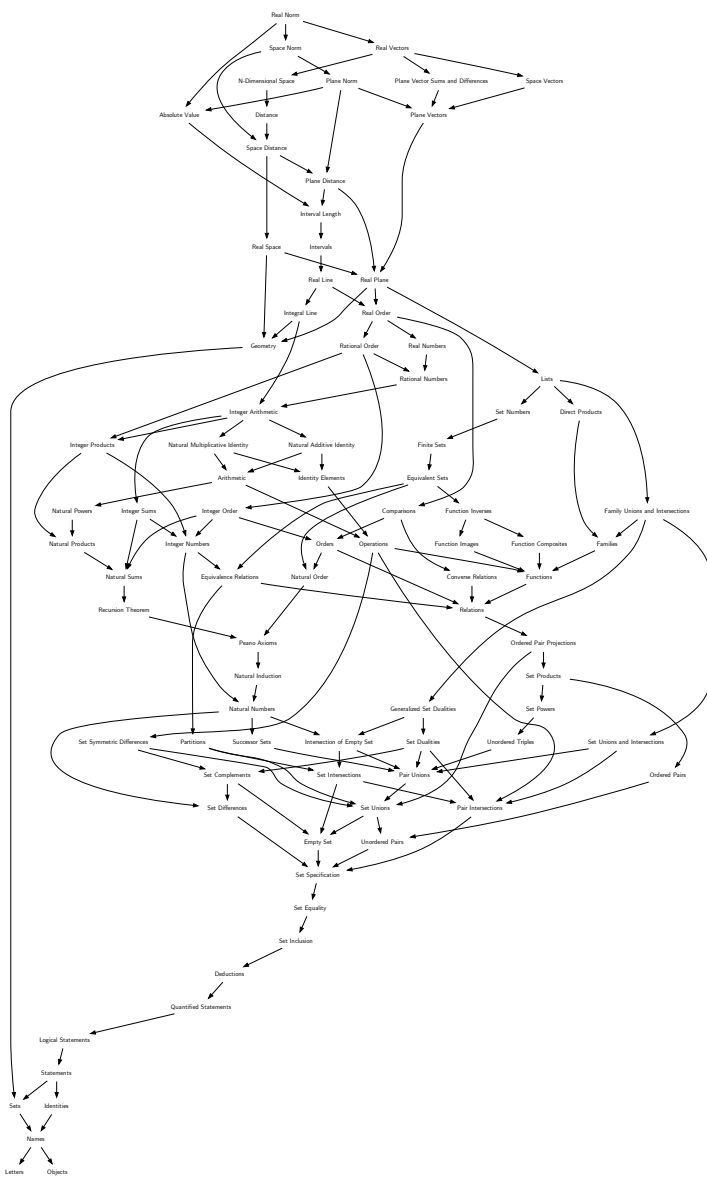 Real Norm
Space Norm
Real Vectors
N-Dimensional Space
Plane Norm
Plane Vector Sums and Differences
Space Vectors
Absolute Value
Distance
Plane Vectors
Space Distance
Plane Distance
Interval Length
Real Space
Intervals
Real Line
Real Plane
Integral Line
Real Order
Geometry
Rational Order
Real Numbers
Rational Numbers
Lists
Integer Arithmetic
Set Numbers
Direct Products
Integer Products
Natural Multiplicative Identity
Natural Additive Identity
Finite Sets
Arithmetic
Identity Elements
Equivalent Sets
Natural Powers
Integer Sums
Integer Order
Comparisons
Function Inverses
Family Unions and Intersections
Natural Products
Integer Numbers
Orders
Operations
Function Images
Function Composites
Families
Natural Sums
Equivalence Relations
Natural Order
Converse Relations
Functions
Recursion Theorem
Relations
Peano Axioms
Ordered Pair Projections
Natural Induction
Set Products
Natural Numbers
Generalized Set Dualities
Set Powers
Set Symmetric Differences
Partitions
Successor Sets
Intersection of Empty Set
Set Dualities
Unordered Triples
Set Unions and Intersections
Set Complements
Set Intersections
Pair Unions
Ordered Pairs
Set Differences
Set Unions
Pair Intersections
Empty Set
Unordered Pairs
Set Specification
Set Equality
Set Inclusion
Deductions
Quantified Statements
Logical Statements
Statements
Sets
Identities
Names
Letters
Objects